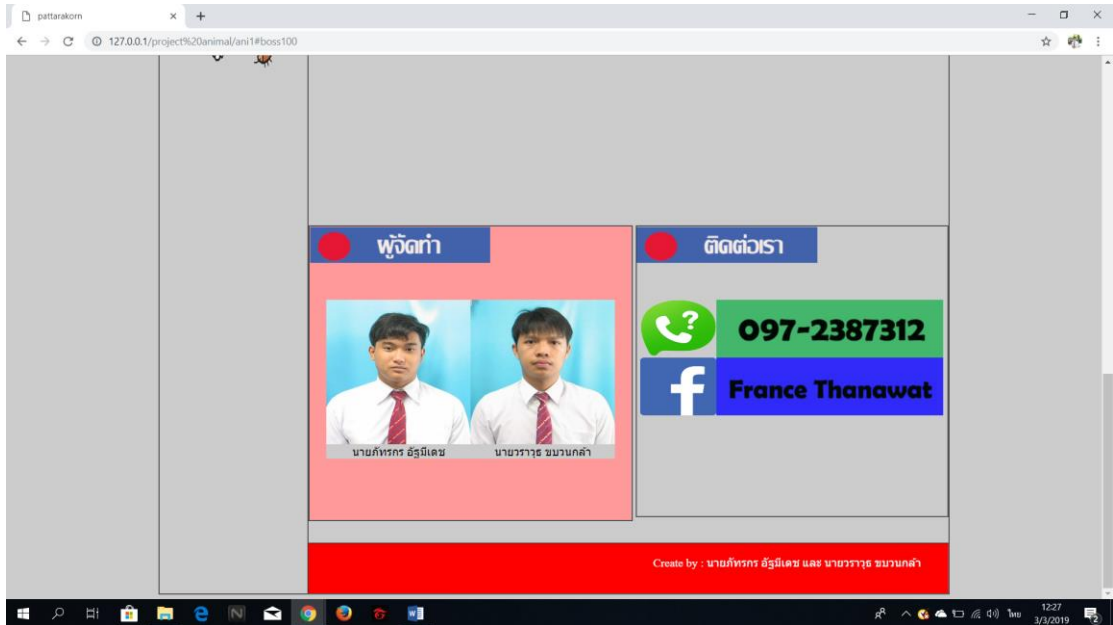 pattarakorn
127.0.0.1/project%20animal/ani1#boss100
ผู้จัดทำ
ติดต่อเรา
097-2387312
France Thanawat
นายภัทรกร อัฐมีเดช
นายวราวุธ ขบวนกล้า
Create by : นายภัทรกร อัฐมีเดช และ นายวราวุธ ขบวนกล้า
ไทย
12:27
3/3/2019